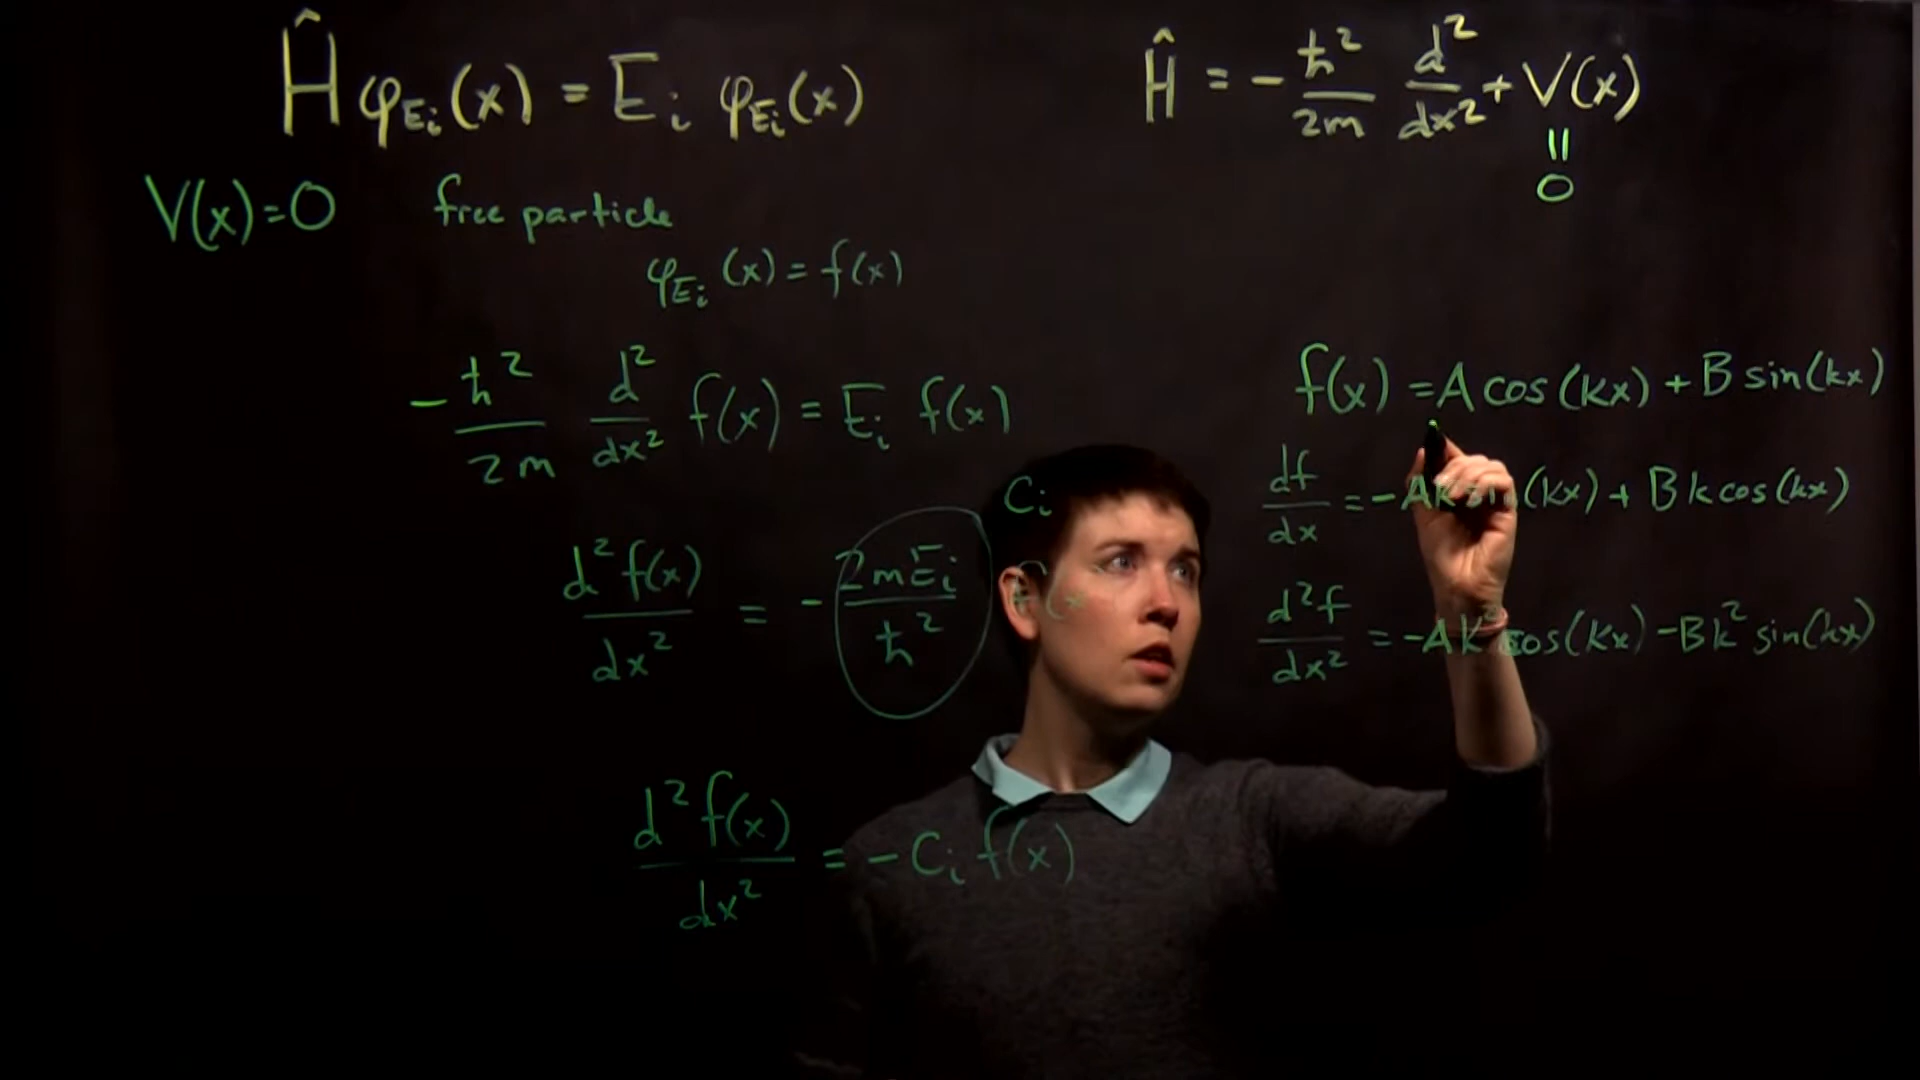 Ĥ φ_{E_i}(x) = E_i φ_{E_i}(x)
Ĥ = - ħ²/2m d²/dx² + V(x)
||
0
V(x)=0 free particle
φ_{E_i}(x) = f(x)
- ħ²/2m d²/dx² f(x) = E_i f(x)
C_i
d²f(x)/dx² = - 2mE_i/ħ² f(x
d²f(x)/dx² = - C_i f(x)
f(x) = A cos(kx) + B sin(kx)
df/dx = -Ak sin(kx) + Bk cos(kx)
d²f/dx² = -Ak² cos(kx) - Bk² sin(kx)